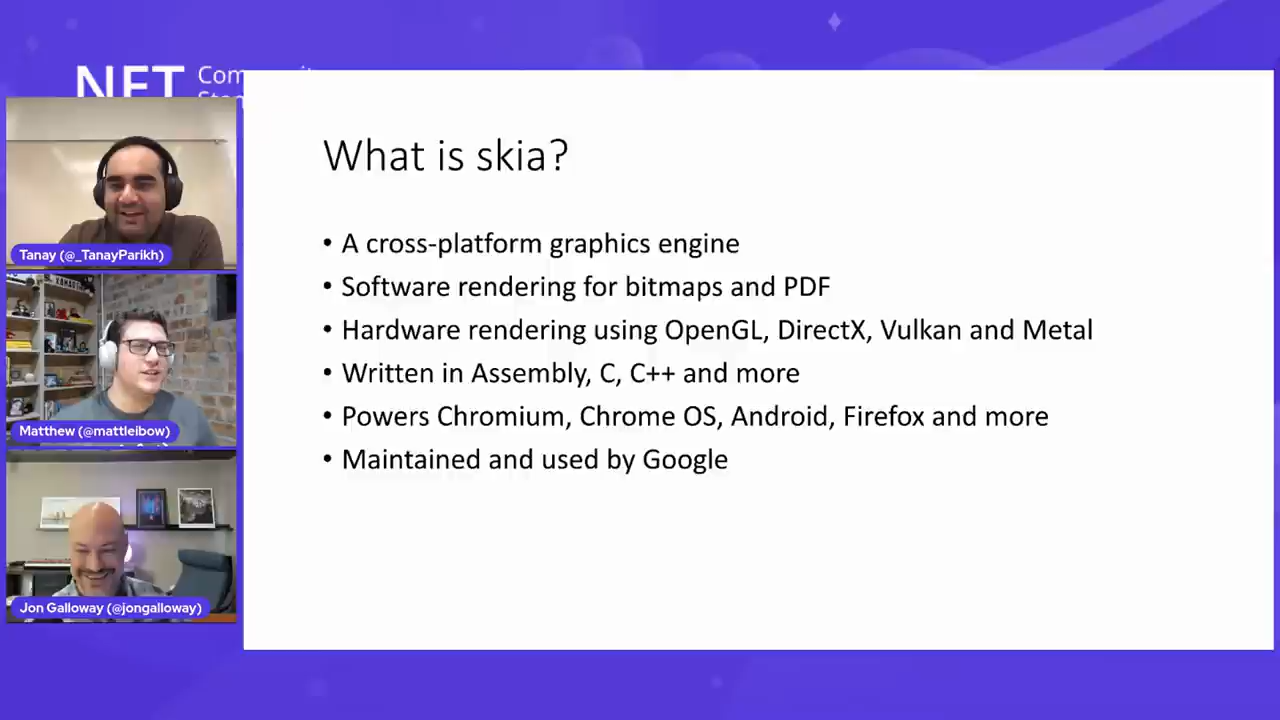 What is skia?
• A cross-platform graphics engine
• Software rendering for bitmaps and PDF
• Hardware rendering using OpenGL, DirectX, Vulkan and Metal
• Written in Assembly, C, C++ and more
• Powers Chromium, Chrome OS, Android, Firefox and more
• Maintained and used by Google
Tanay (@_TanayParikh)
Matthew (@mattleibow)
Jon Galloway (@jongalloway)